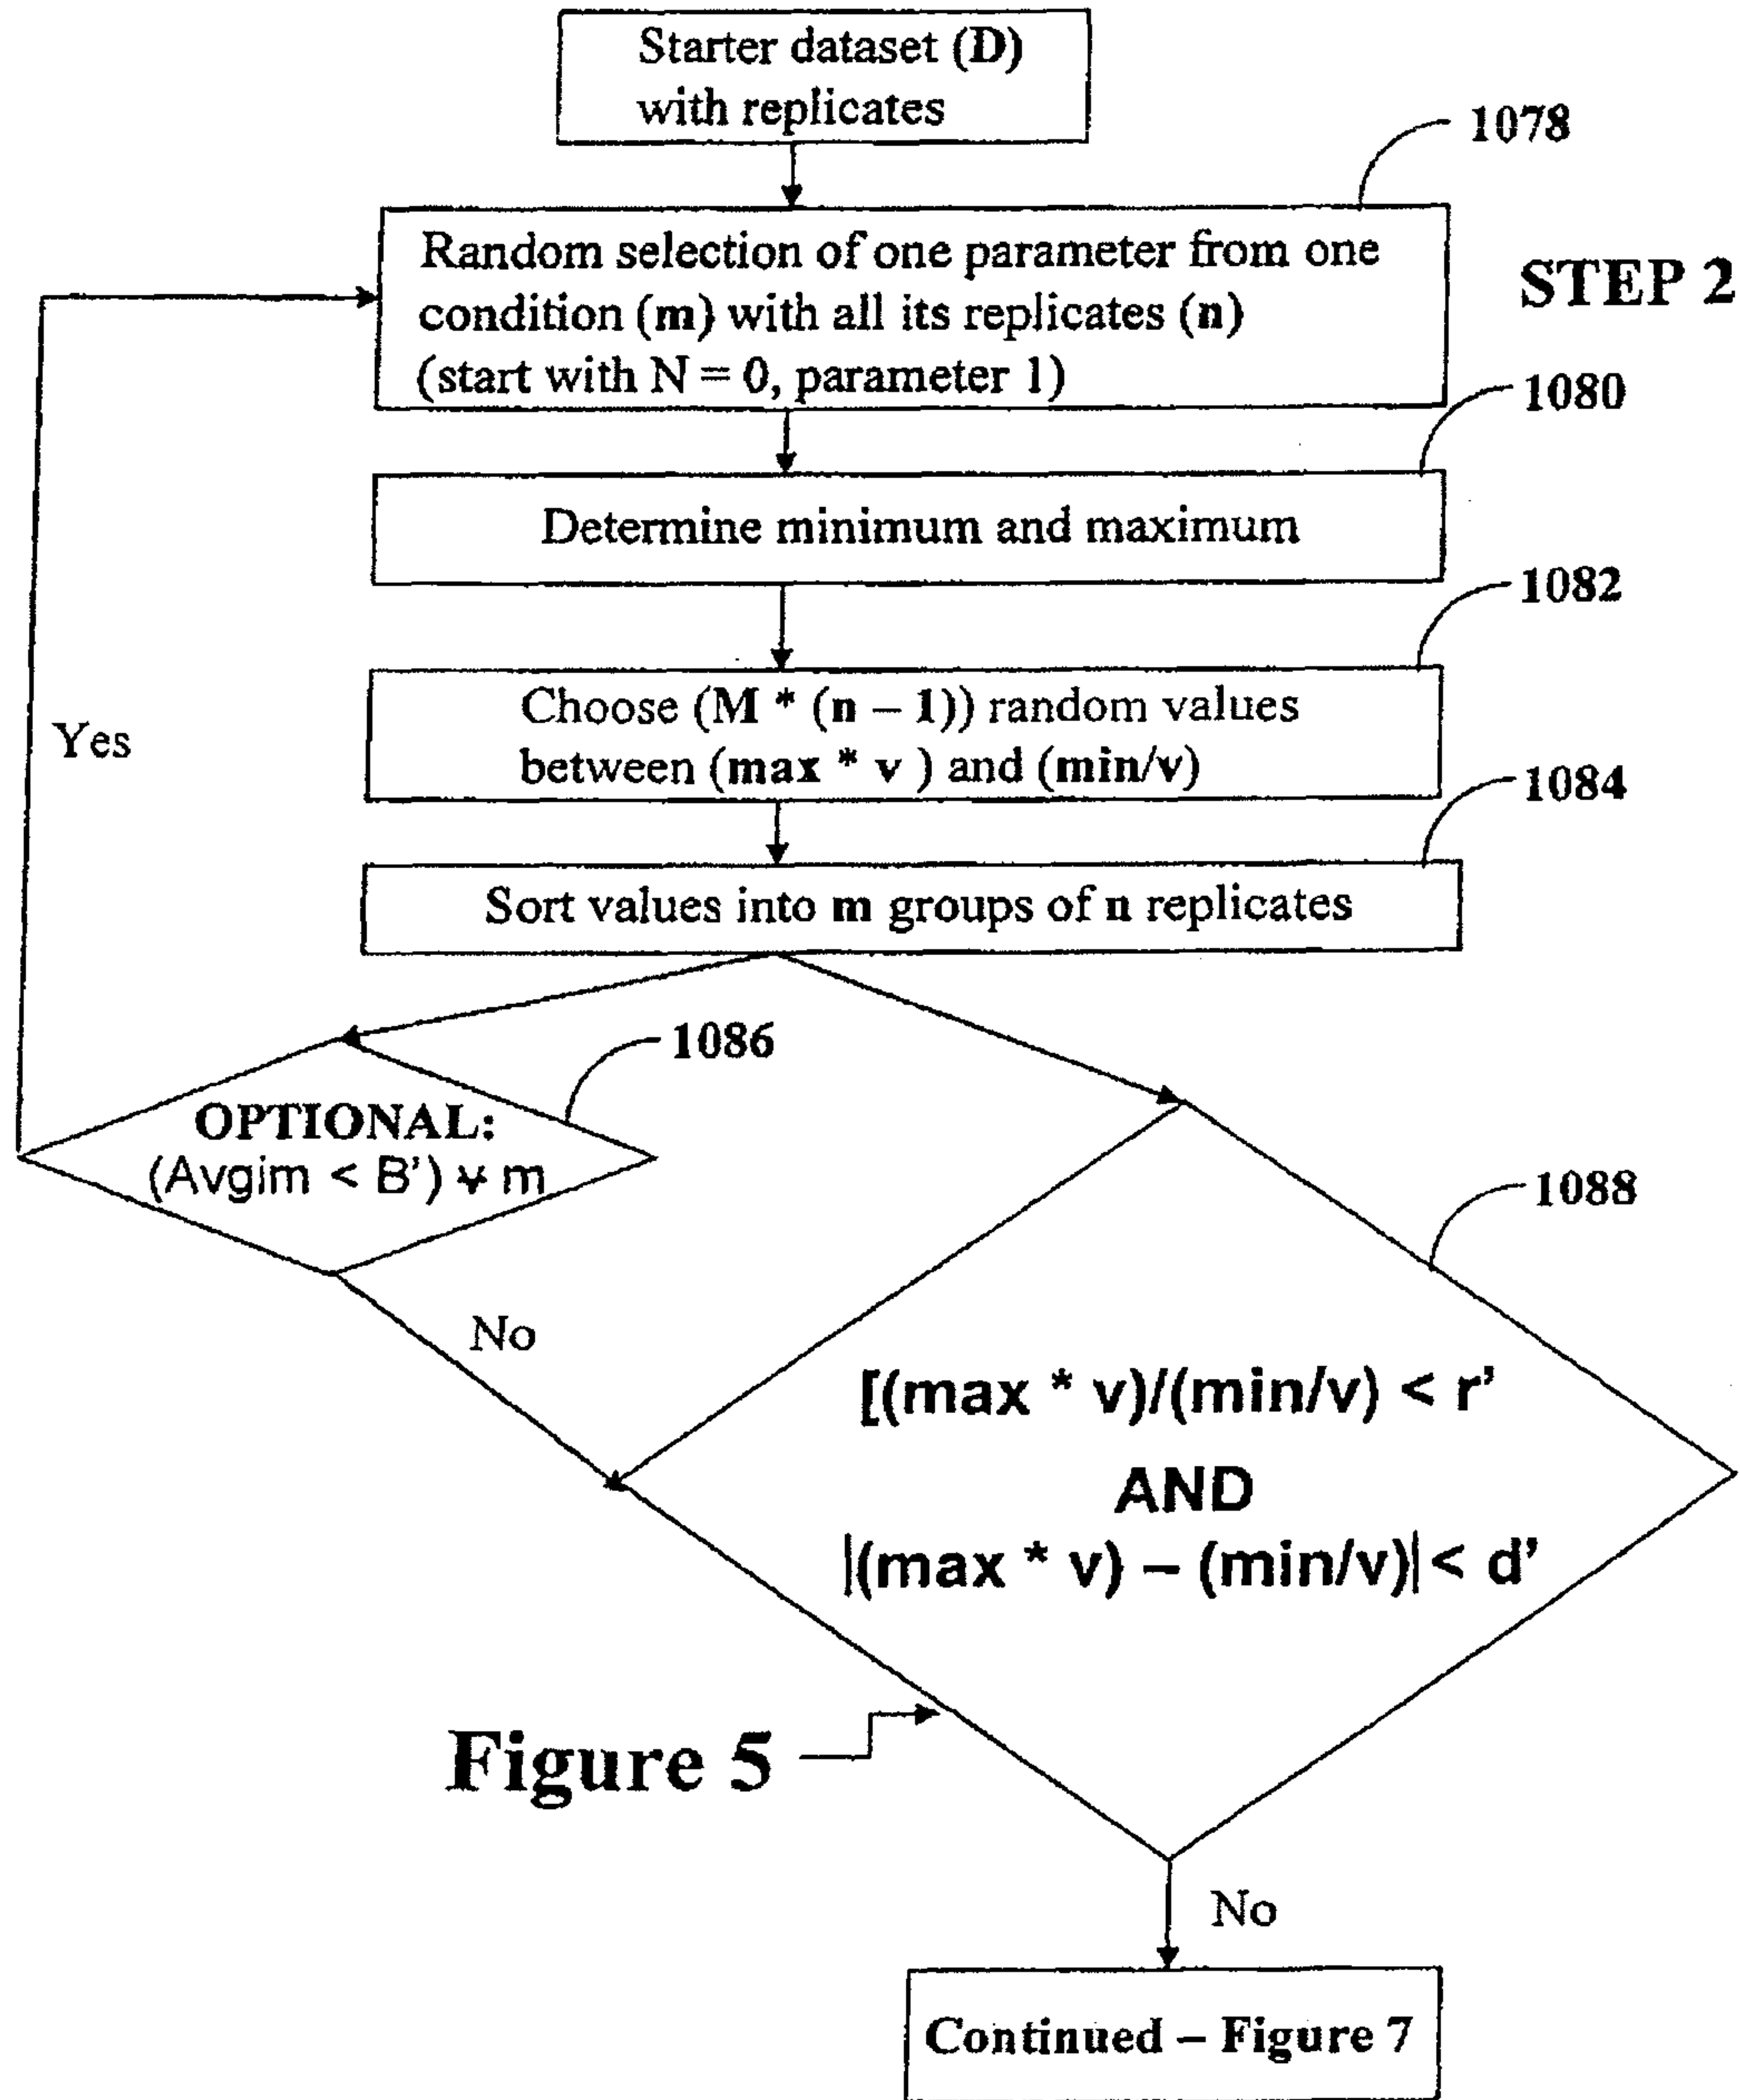 Starter dataset (D)
with replicates
1078
Random selection of one parameter from one
condition (m) with all its replicates (n)
(start with N = 0, parameter 1)
STEP 2
1080
Determine minimum and maximum
1082
Choose (M * (n – 1)) random values
between (max * v ) and (min/v)
Yes
1084
Sort values into m groups of n replicates
1086
OPTIONAL:
(Avgim < B’) ∀ m
1088
No
[(max * v)/(min/v) < r’
AND
|(max * v) – (min/v)| < d’
Figure 5
No
Continued – Figure 7